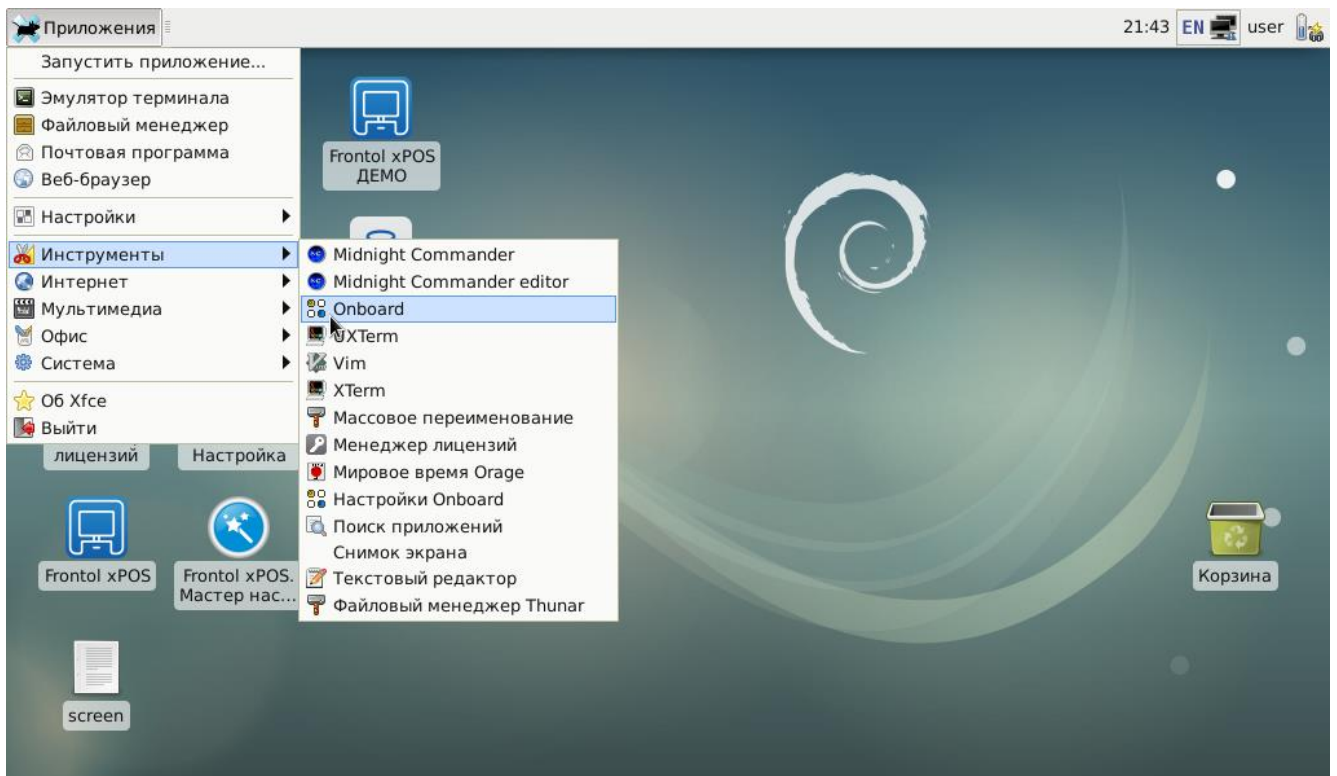 Приложения
21:43 EN user
Запустить приложение...
Эмулятор терминала
Файловый менеджер
Почтовая программа
Веб-браузер
Настройки
Инструменты
Интернет
Мультимедиа
Офис
Система
Об Xfce
Выйти
Midnight Commander
Midnight Commander editor
Onboard
UXTerm
Vim
XTerm
Массовое переименование
Менеджер лицензий
Мировое время Orage
Настройки Onboard
Поиск приложений
Снимок экрана
Текстовый редактор
Файловый менеджер Thunar
Frontol xPOS
ДЕМО
лицензий
Настройка
Frontol xPOS
Frontol xPOS.
Мастер нас...
screen
Корзина